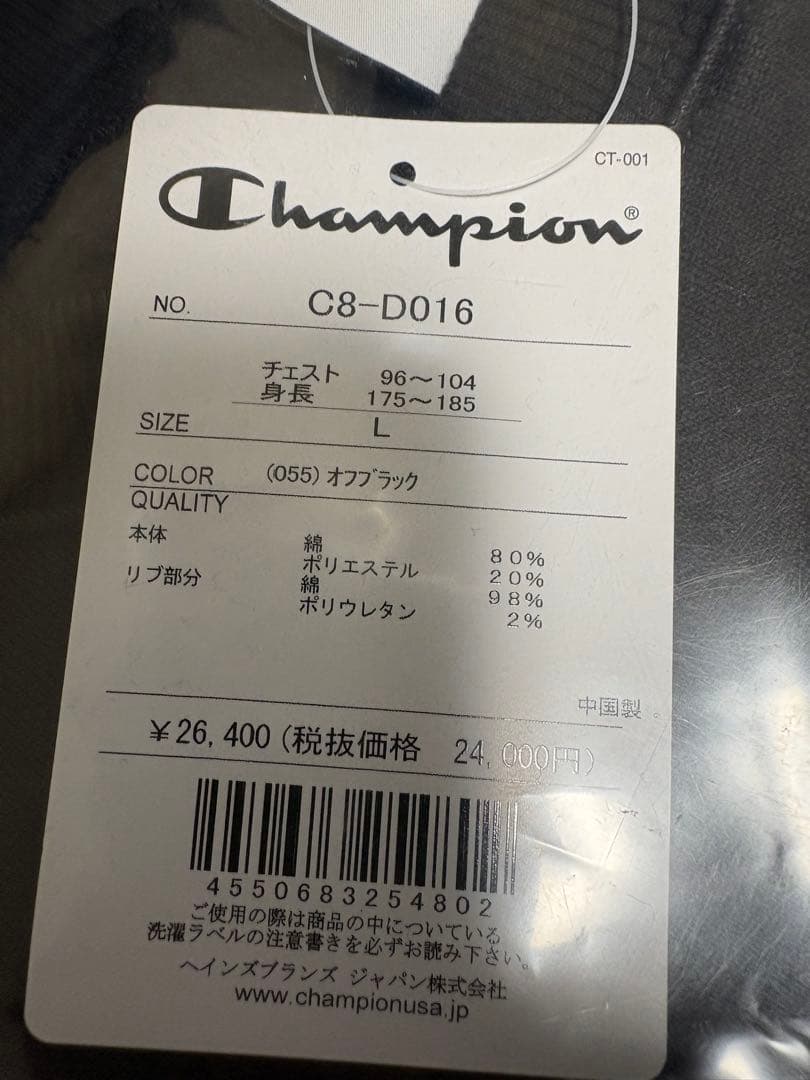 CT-001
Champion®
NO. C8-D016
チェスト 96～104
身長 175～185
SIZE L
COLOR (055) オフブラック
QUALITY
本体 綿 80%
ポリエステル 20%
リブ部分 綿 98%
ポリウレタン 2%
中国製
¥26,400(税抜価格 24,000円)
4550683254802
ご使用の際は商品の中についている
洗濯ラベルの注意書きを必ずお読み下さい。
ヘインズブランズ ジャパン株式会社
www.championusa.jp